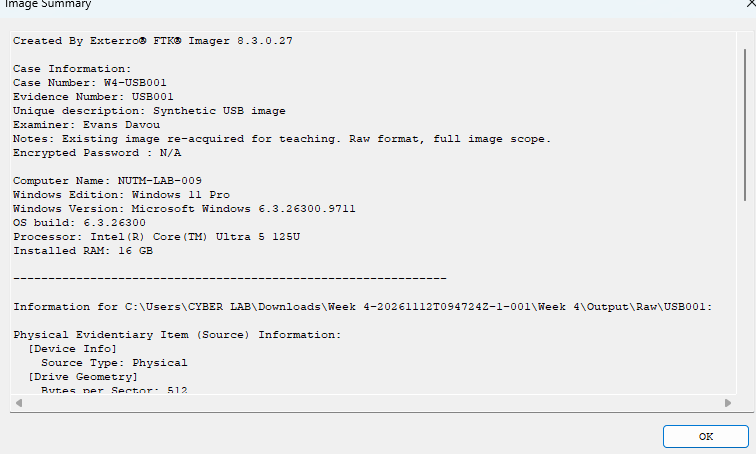 Image Summary
Created By Exterro® FTK® Imager 8.3.0.27
Case Information:
Case Number: W4-USB001
Evidence Number: USB001
Unique description: Synthetic USB image
Examiner: Evans Davou
Notes: Existing image re-acquired for teaching. Raw format, full image scope.
Encrypted Password : N/A
Computer Name: NUTM-LAB-009
Windows Edition: Windows 11 Pro
Windows Version: Microsoft Windows 6.3.26300.9711
OS build: 6.3.26300
Processor: Intel(R) Core(TM) Ultra 5 125U
Installed RAM: 16 GB
--------------------------------------------------------------
Information for C:\Users\CYBER LAB\Downloads\Week 4-20261112T094724Z-1-001\Week 4\Output\Raw\USB001:
Physical Evidentiary Item (Source) Information:
[Device Info]
Source Type: Physical
[Drive Geometry]
Bytes per Sector: 512
OK